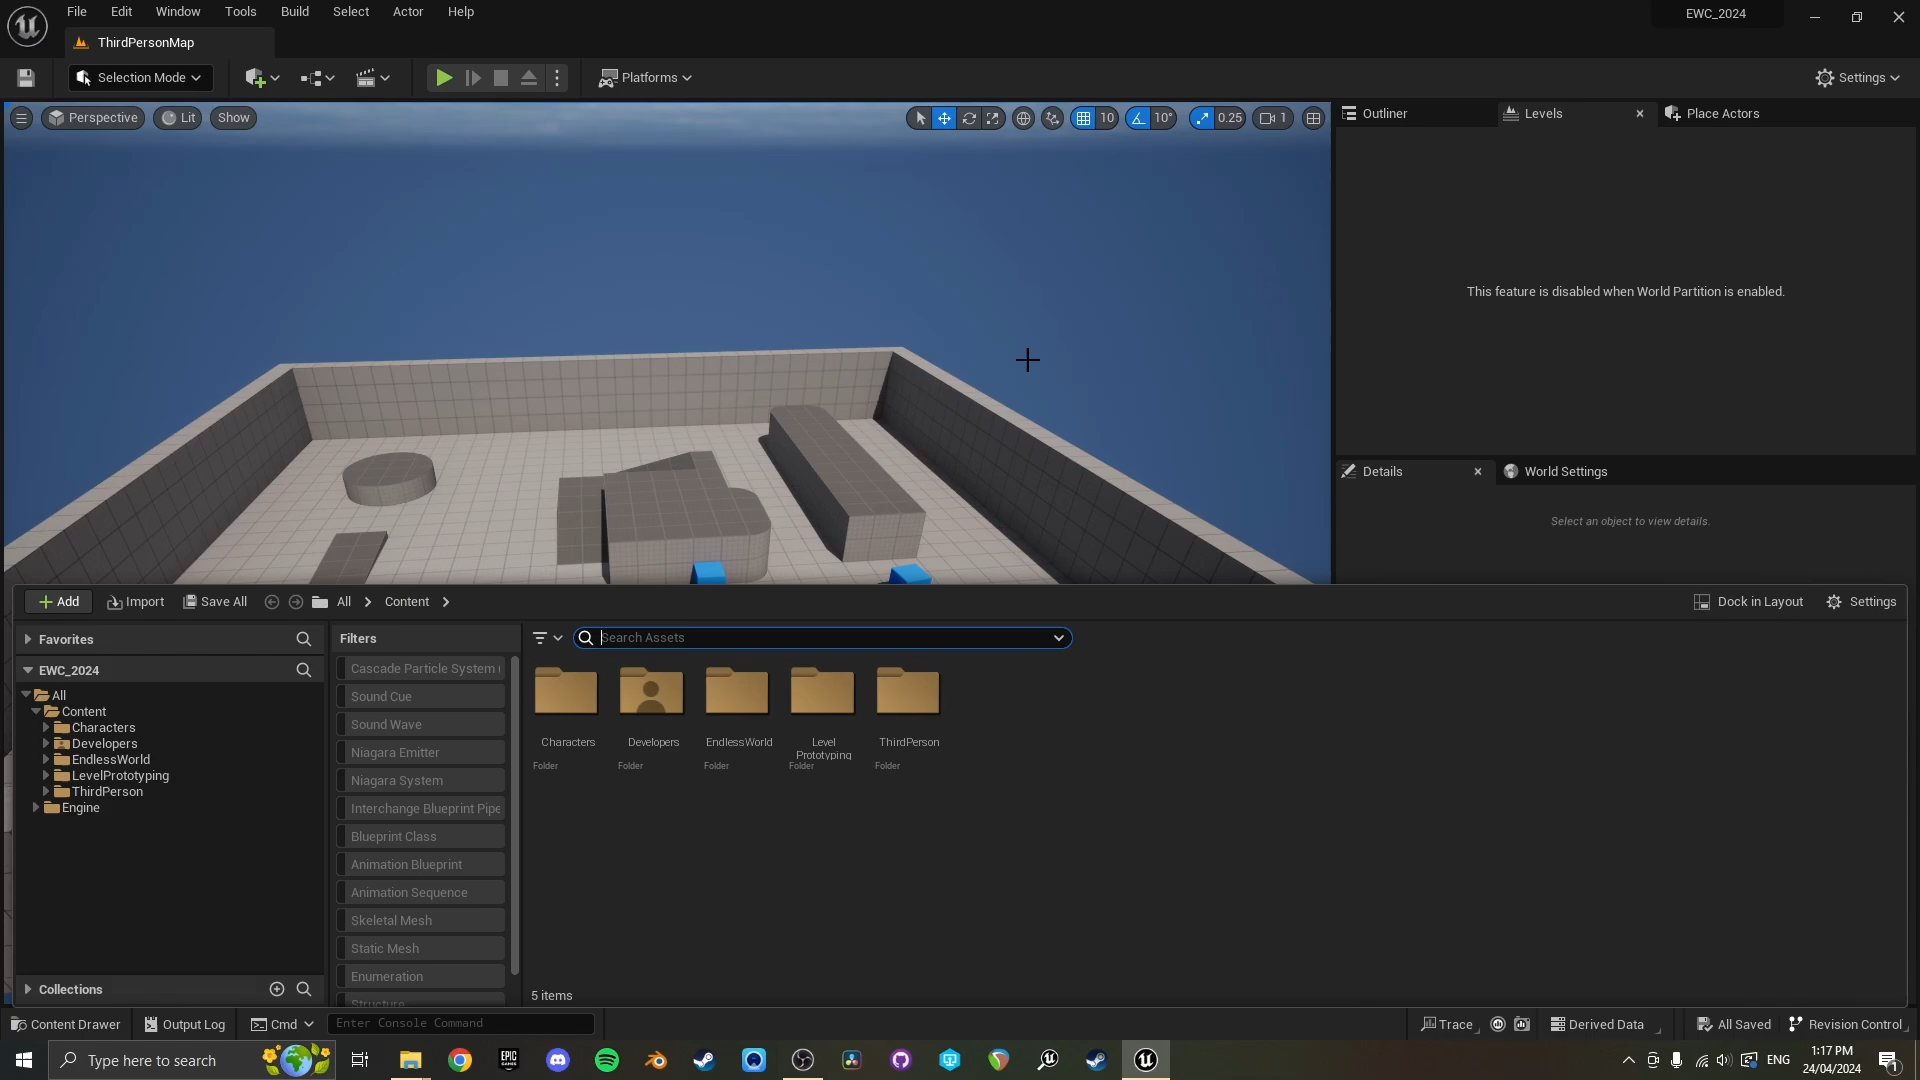 File Edit Window Tools Build Select Actor Help
EWC_2024
ThirdPersonMap
Selection Mode
Platforms
Settings
Perspective Lit Show
10 10° 0.25 1
Outliner Levels Place Actors
This feature is disabled when World Partition is enabled.
Details World Settings
Select an object to view details.
Add Import Save All All Content
Dock in Layout Settings
Favorites
EWC_2024
All
Content
Characters
Developers
EndlessWorld
LevelPrototyping
ThirdPerson
Engine
Collections
Filters
Cascade Particle System (
Sound Cue
Sound Wave
Niagara Emitter
Niagara System
Interchange Blueprint Pipe
Blueprint Class
Animation Blueprint
Animation Sequence
Skeletal Mesh
Static Mesh
Enumeration
Structure
Search Assets
Characters Developers EndlessWorld Level Prototyping ThirdPerson
Folder Folder Folder Folder Folder
5 items
Content Drawer Output Log Cmd Enter Console Command
Trace Derived Data All Saved Revision Control
Type here to search
EPIC GAMES
ENG
1:17 PM
24/04/2024
1